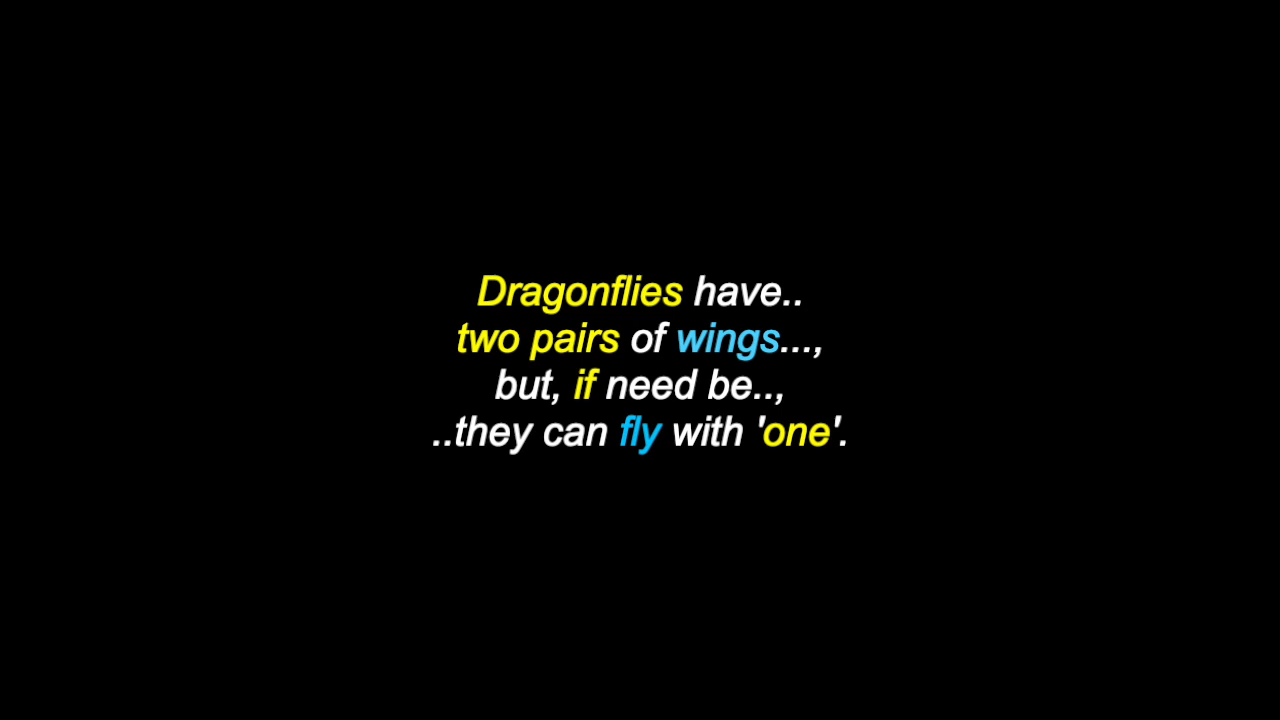 Dragonflies have..
two pairs of wings...,
but, if need be..,
..they can fly with 'one'.